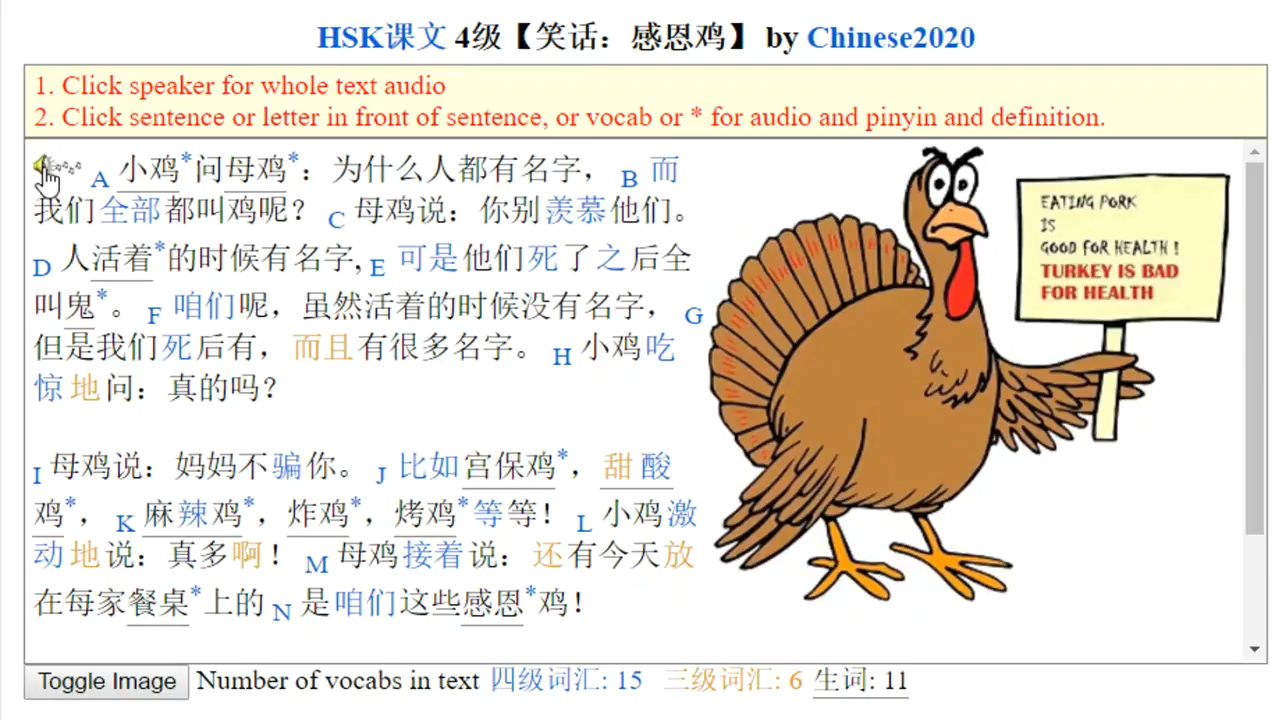 HSK课文 4级【笑话：感恩鸡】 by Chinese2020
1. Click speaker for whole text audio
2. Click sentence or letter in front of sentence, or vocab or * for audio and pinyin and definition.
A 小鸡*问母鸡*：为什么人都有名字， B 而
我们全部都叫鸡呢？ C 母鸡说：你别羡慕他们。
D 人活着*的时候有名字, E 可是他们死了之后全
叫鬼*。 F 咱们呢，虽然活着的时候没有名字， G
但是我们死后有，而且有很多名字。 H 小鸡吃
惊地问：真的吗？
I 母鸡说：妈妈不骗你。 J 比如宫保鸡*，甜酸
鸡*， K 麻辣鸡*，炸鸡*，烤鸡*等等！ L 小鸡激
动地说：真多啊！ M 母鸡接着说：还有今天放
在每家餐桌*上的 N 是咱们这些感恩*鸡！
EATING PORK
IS
GOOD FOR HEALTH !
TURKEY IS BAD
FOR HEALTH
Toggle Image Number of vocabs in text 四级词汇: 15 三级词汇: 6 生词: 11